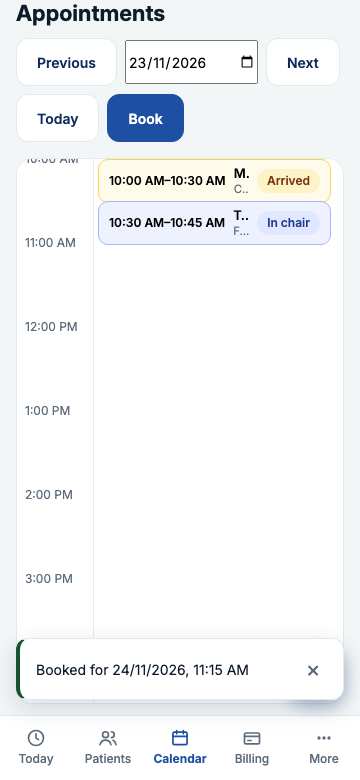 Appointments
Previous
23/11/2026
Next
Today
Book
10:00 AM
10:00 AM–10:30 AM M.. Arrived
C..
10:30 AM–10:45 AM T.. In chair
F...
11:00 AM
12:00 PM
1:00 PM
2:00 PM
3:00 PM
Booked for 24/11/2026, 11:15 AM
Today Patients Calendar Billing More